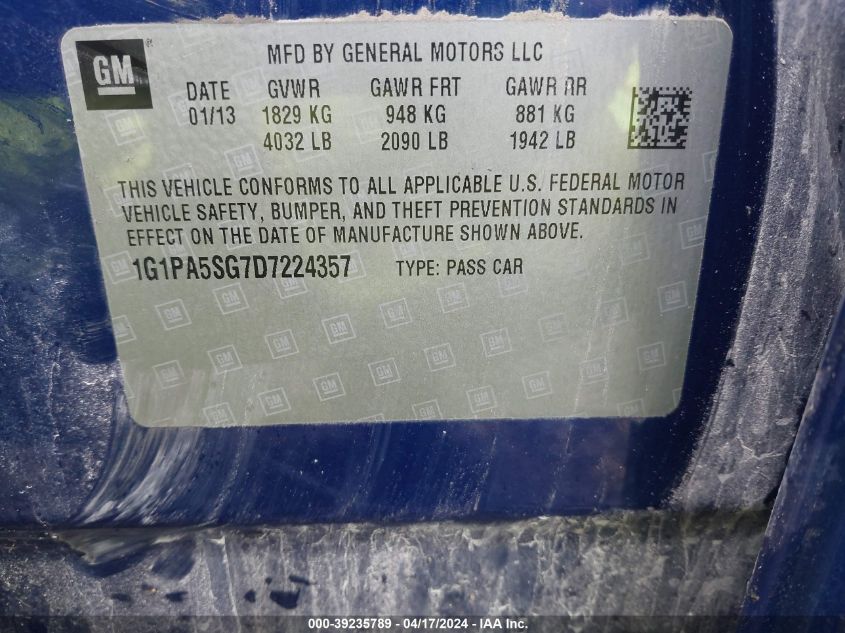 GM
MFD BY GENERAL MOTORS LLC
DATE GVWR GAWR FRT GAWR RR
01/13 1829 KG 948 KG 881 KG
4032 LB 2090 LB 1942 LB
THIS VEHICLE CONFORMS TO ALL APPLICABLE U.S. FEDERAL MOTOR
VEHICLE SAFETY, BUMPER, AND THEFT PREVENTION STANDARDS IN
EFFECT ON THE DATE OF MANUFACTURE SHOWN ABOVE.
1G1PA5SG7D7224357 TYPE: PASS CAR
000-39235789 - 04/17/2024 - IAA Inc.